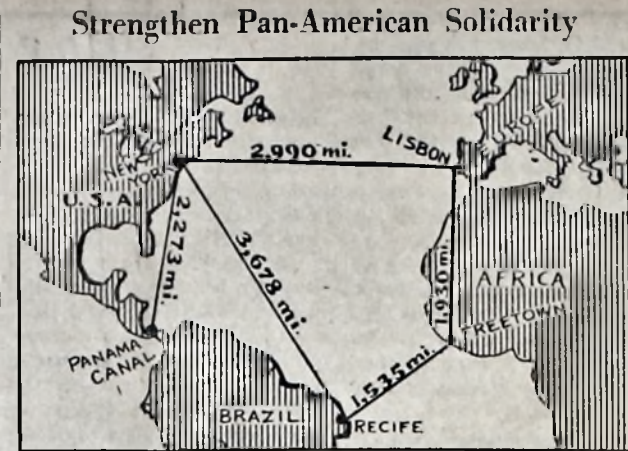 Strengthen Pan-American Solidarity
NEW
YORK
U.S.A.
2,990 mi.
LISBON
EUROPE
2,273 mi.
3,678 mi.
1,930 mi.
AFRICA
FREETOWN
PANAMA
CANAL
1,535 mi.
BRAZIL
RECIFE